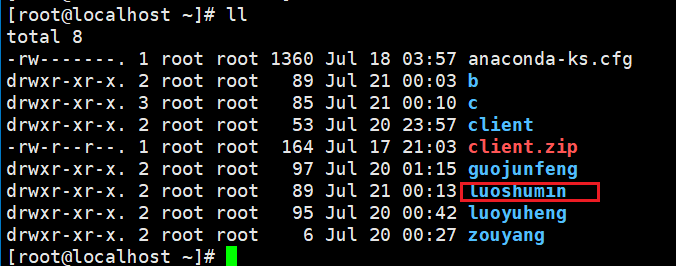 [root@localhost ~]# ll
total 8
-rw-------. 1 root root 1360 Jul 18 03:57 anaconda-ks.cfg
drwxr-xr-x. 2 root root   89 Jul 21 00:03 b
drwxr-xr-x. 3 root root   85 Jul 21 00:10 c
drwxr-xr-x. 2 root root   53 Jul 20 23:57 client
-rw-r--r--. 1 root root  164 Jul 17 21:03 client.zip
drwxr-xr-x. 2 root root   97 Jul 20 01:15 guojunfeng
drwxr-xr-x. 2 root root   89 Jul 21 00:13 luoshumin
drwxr-xr-x. 2 root root   95 Jul 20 00:42 luoyuheng
drwxr-xr-x. 2 root root    6 Jul 20 00:27 zouyang
[root@localhost ~]#